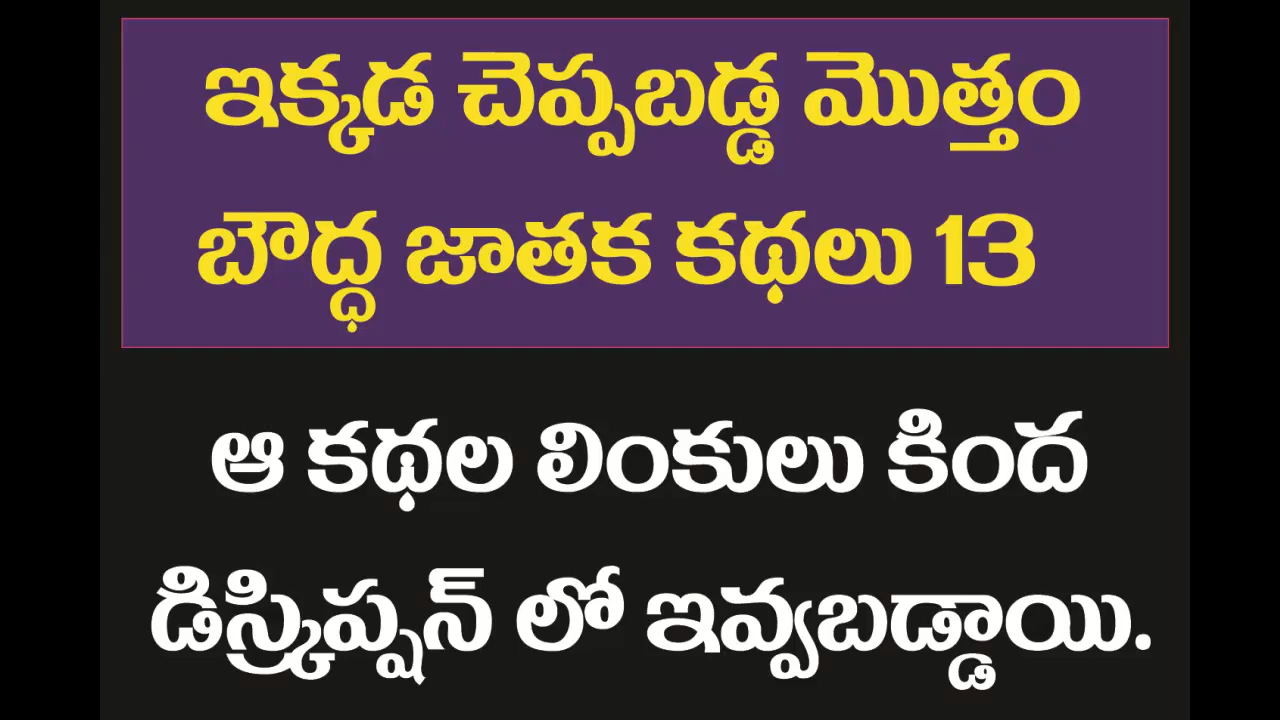 ఇక్కడ చెప్పబడ్డ మొత్తం
బౌద్ధ జాతక కథలు 13
ఆ కథల లింకులు కింద
డిస్క్రిప్షన్ లో ఇవ్వబడ్డాయి.